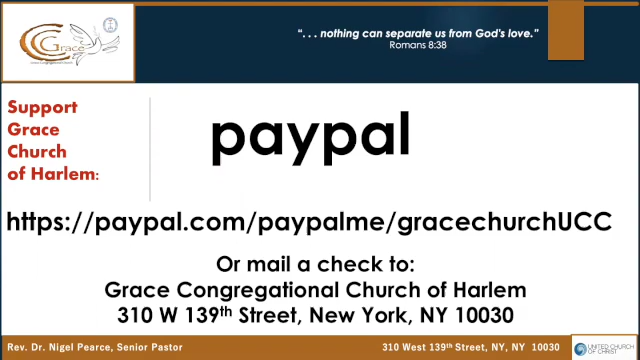 Grace
". . . nothing can separate us from God's love."
Romans 8:38
Support
Grace
Church
of Harlem:
paypal
https://paypal.com/paypalme/gracechurchUCC
Or mail a check to:
Grace Congregational Church of Harlem
310 W 139th Street, New York, NY 10030
Rev. Dr. Nigel Pearce, Senior Pastor
310 West 139th Street, NY, NY 10030
UNITED CHURCH
OF CHRIST